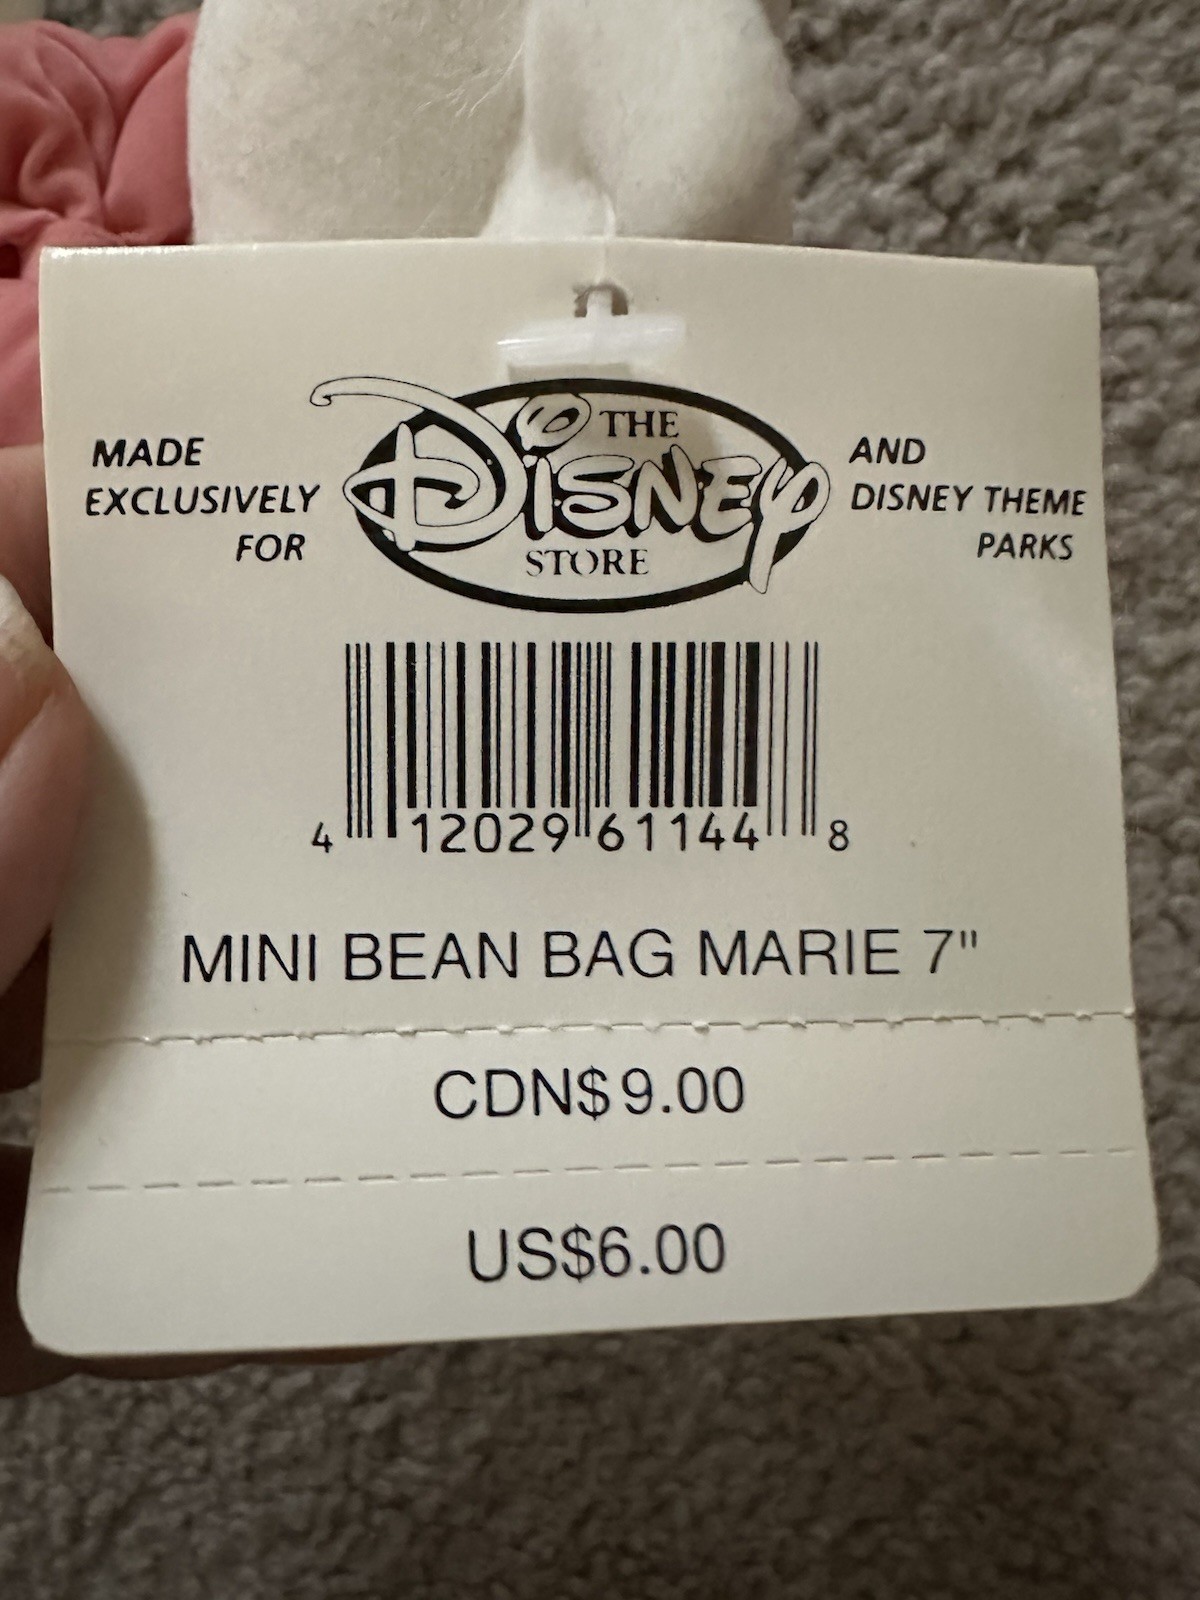 MADE
EXCLUSIVELY
FOR
THE
DISNEY
STORE
AND
DISNEY THEME
PARKS
4 12029 61144 8
MINI BEAN BAG MARIE 7"
CDN$9.00
US$6.00